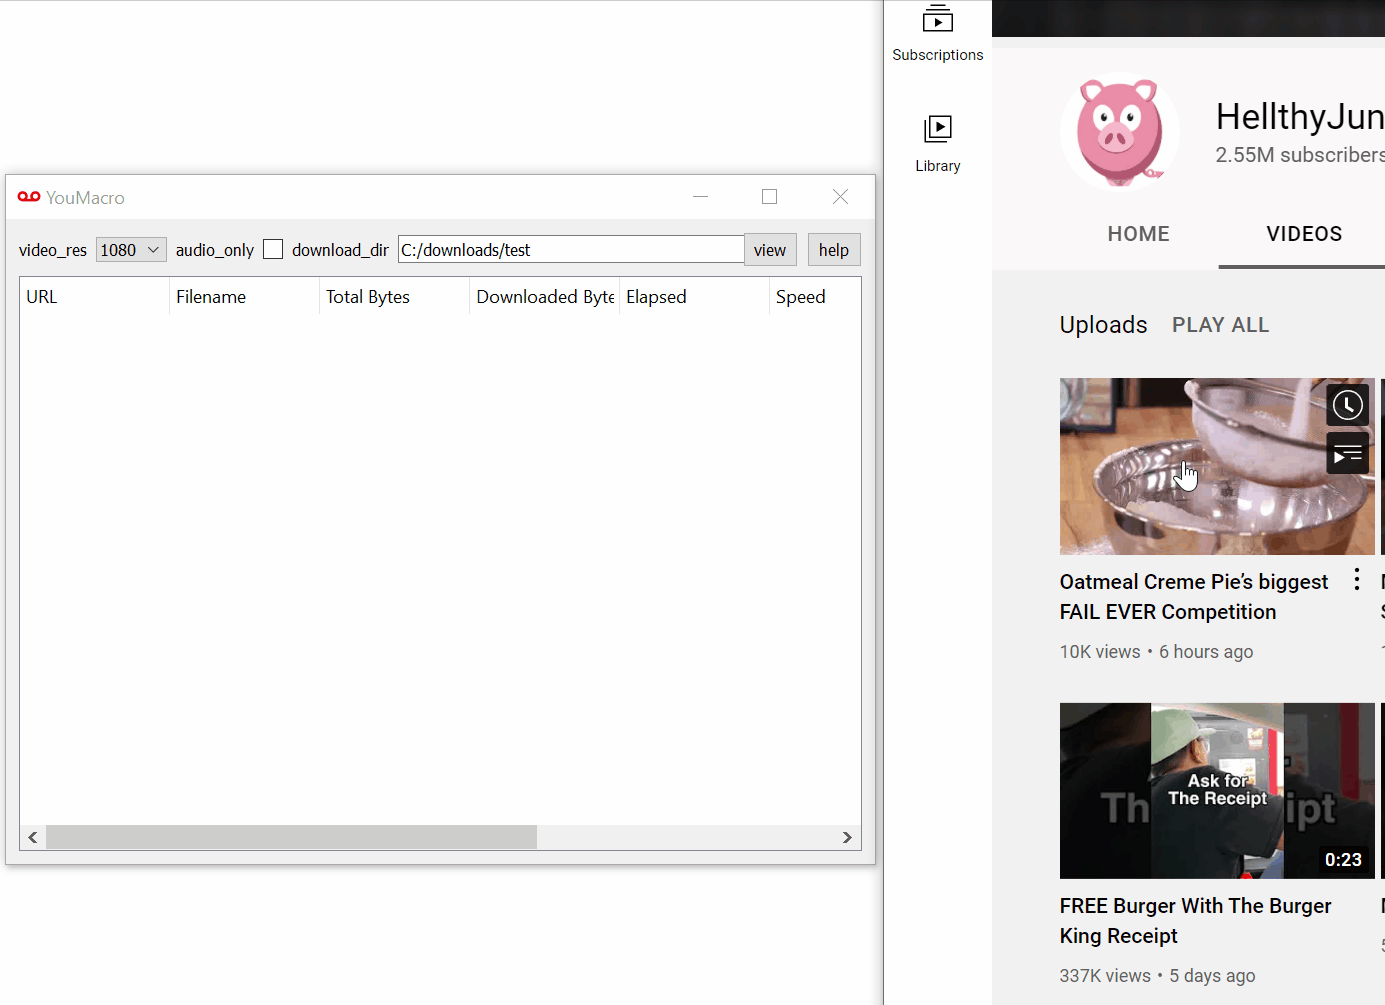 YouMacro
video_res 1080 audio_only download_dir C:/downloads/test view help
URL Filename Total Bytes Downloaded Byte Elapsed Speed
Subscriptions
Library
HellthyJun
2.55M subscribers
HOME VIDEOS
Uploads PLAY ALL
Oatmeal Creme Pie’s biggest
FAIL EVER Competition
10K views • 6 hours ago
Ask for
The Receipt
Th
ipt
0:23
FREE Burger With The Burger
King Receipt
337K views • 5 days ago